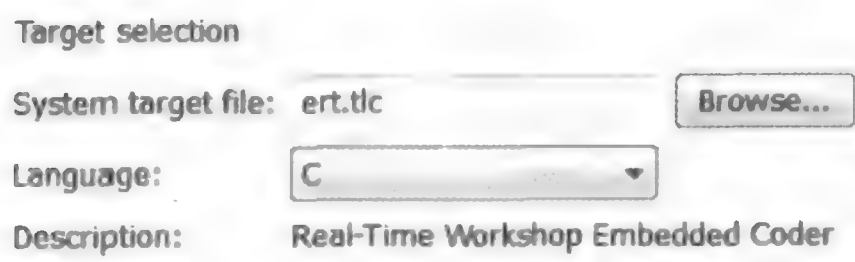 Target selection
System target file: ert.tlc Browse...
Language: C
Description: Real-Time Workshop Embedded Coder